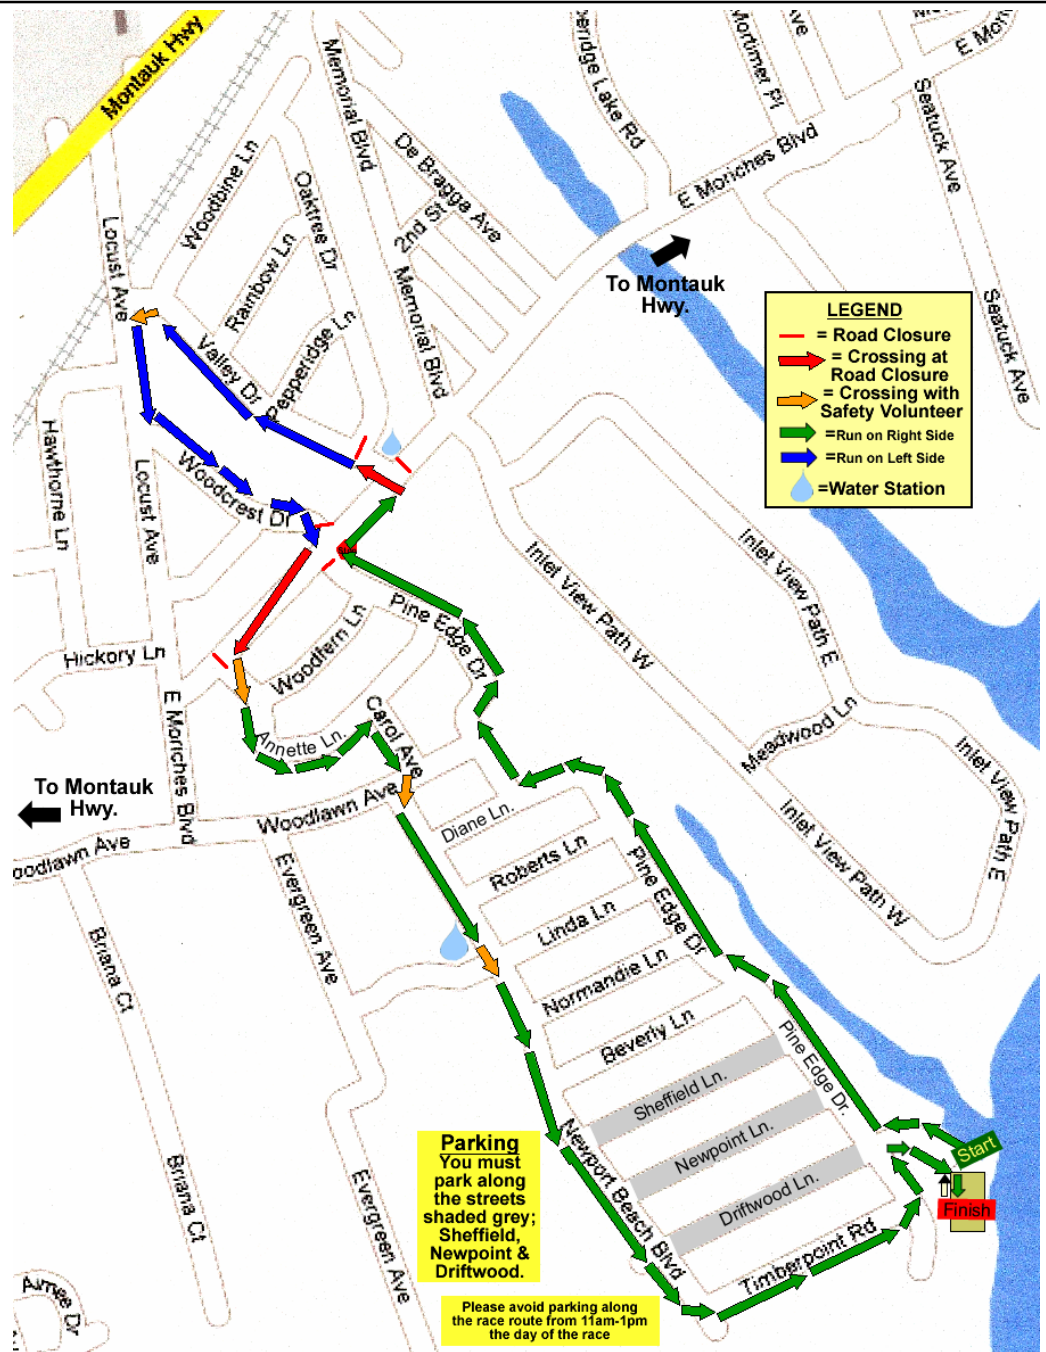 Montauk Hwy
Memorial Blvd
Mortimer Pl
Ave
E Mori
eridge Lake Rd
Seatuck Ave
De Bragga Ave
E Moriches Blvd
Woodbine Ln
Oaktree Dr
2nd St
Locust Ave
Rainbow Ln
Memorial Blvd
To Montauk
Hwy.
Seatuck Ave
LEGEND
= Road Closure
= Crossing at
Road Closure
= Crossing with
Safety Volunteer
=Run on Right Side
=Run on Left Side
=Water Station
Valley Dr
Pepperidge Ln
Hawthorne Ln
Locust Ave
Woodcrest Dr
Inlet View Path W
Inlet View Path E
Pine Edge Dr
Woodfern Ln
Hickory Ln
E Moriches Blvd
Carol Ave
Annette Ln.
Meadwood Ln
Inlet View Path E
To Montauk
Hwy.
Woodlawn Ave
Diane Ln.
Inlet View Path W
oodlawn Ave
Evergreen Ave
Roberts Ln
Pine Edge Dr
Linda Ln
Briana Ct
Normandie Ln
Beverly Ln
Pine Edge Dr.
Sheffield Ln.
Newpoint Ln.
Driftwood Ln.
Start
Finish
Parking
You must
park along
the streets
shaded grey;
Sheffield,
Newpoint &
Driftwood.
Newport Beach Blvd
Timberpoint Rd
Briana Ct
Evergreen Ave
Aimee Dr
Please avoid parking along
the race route from 11am-1pm
the day of the race